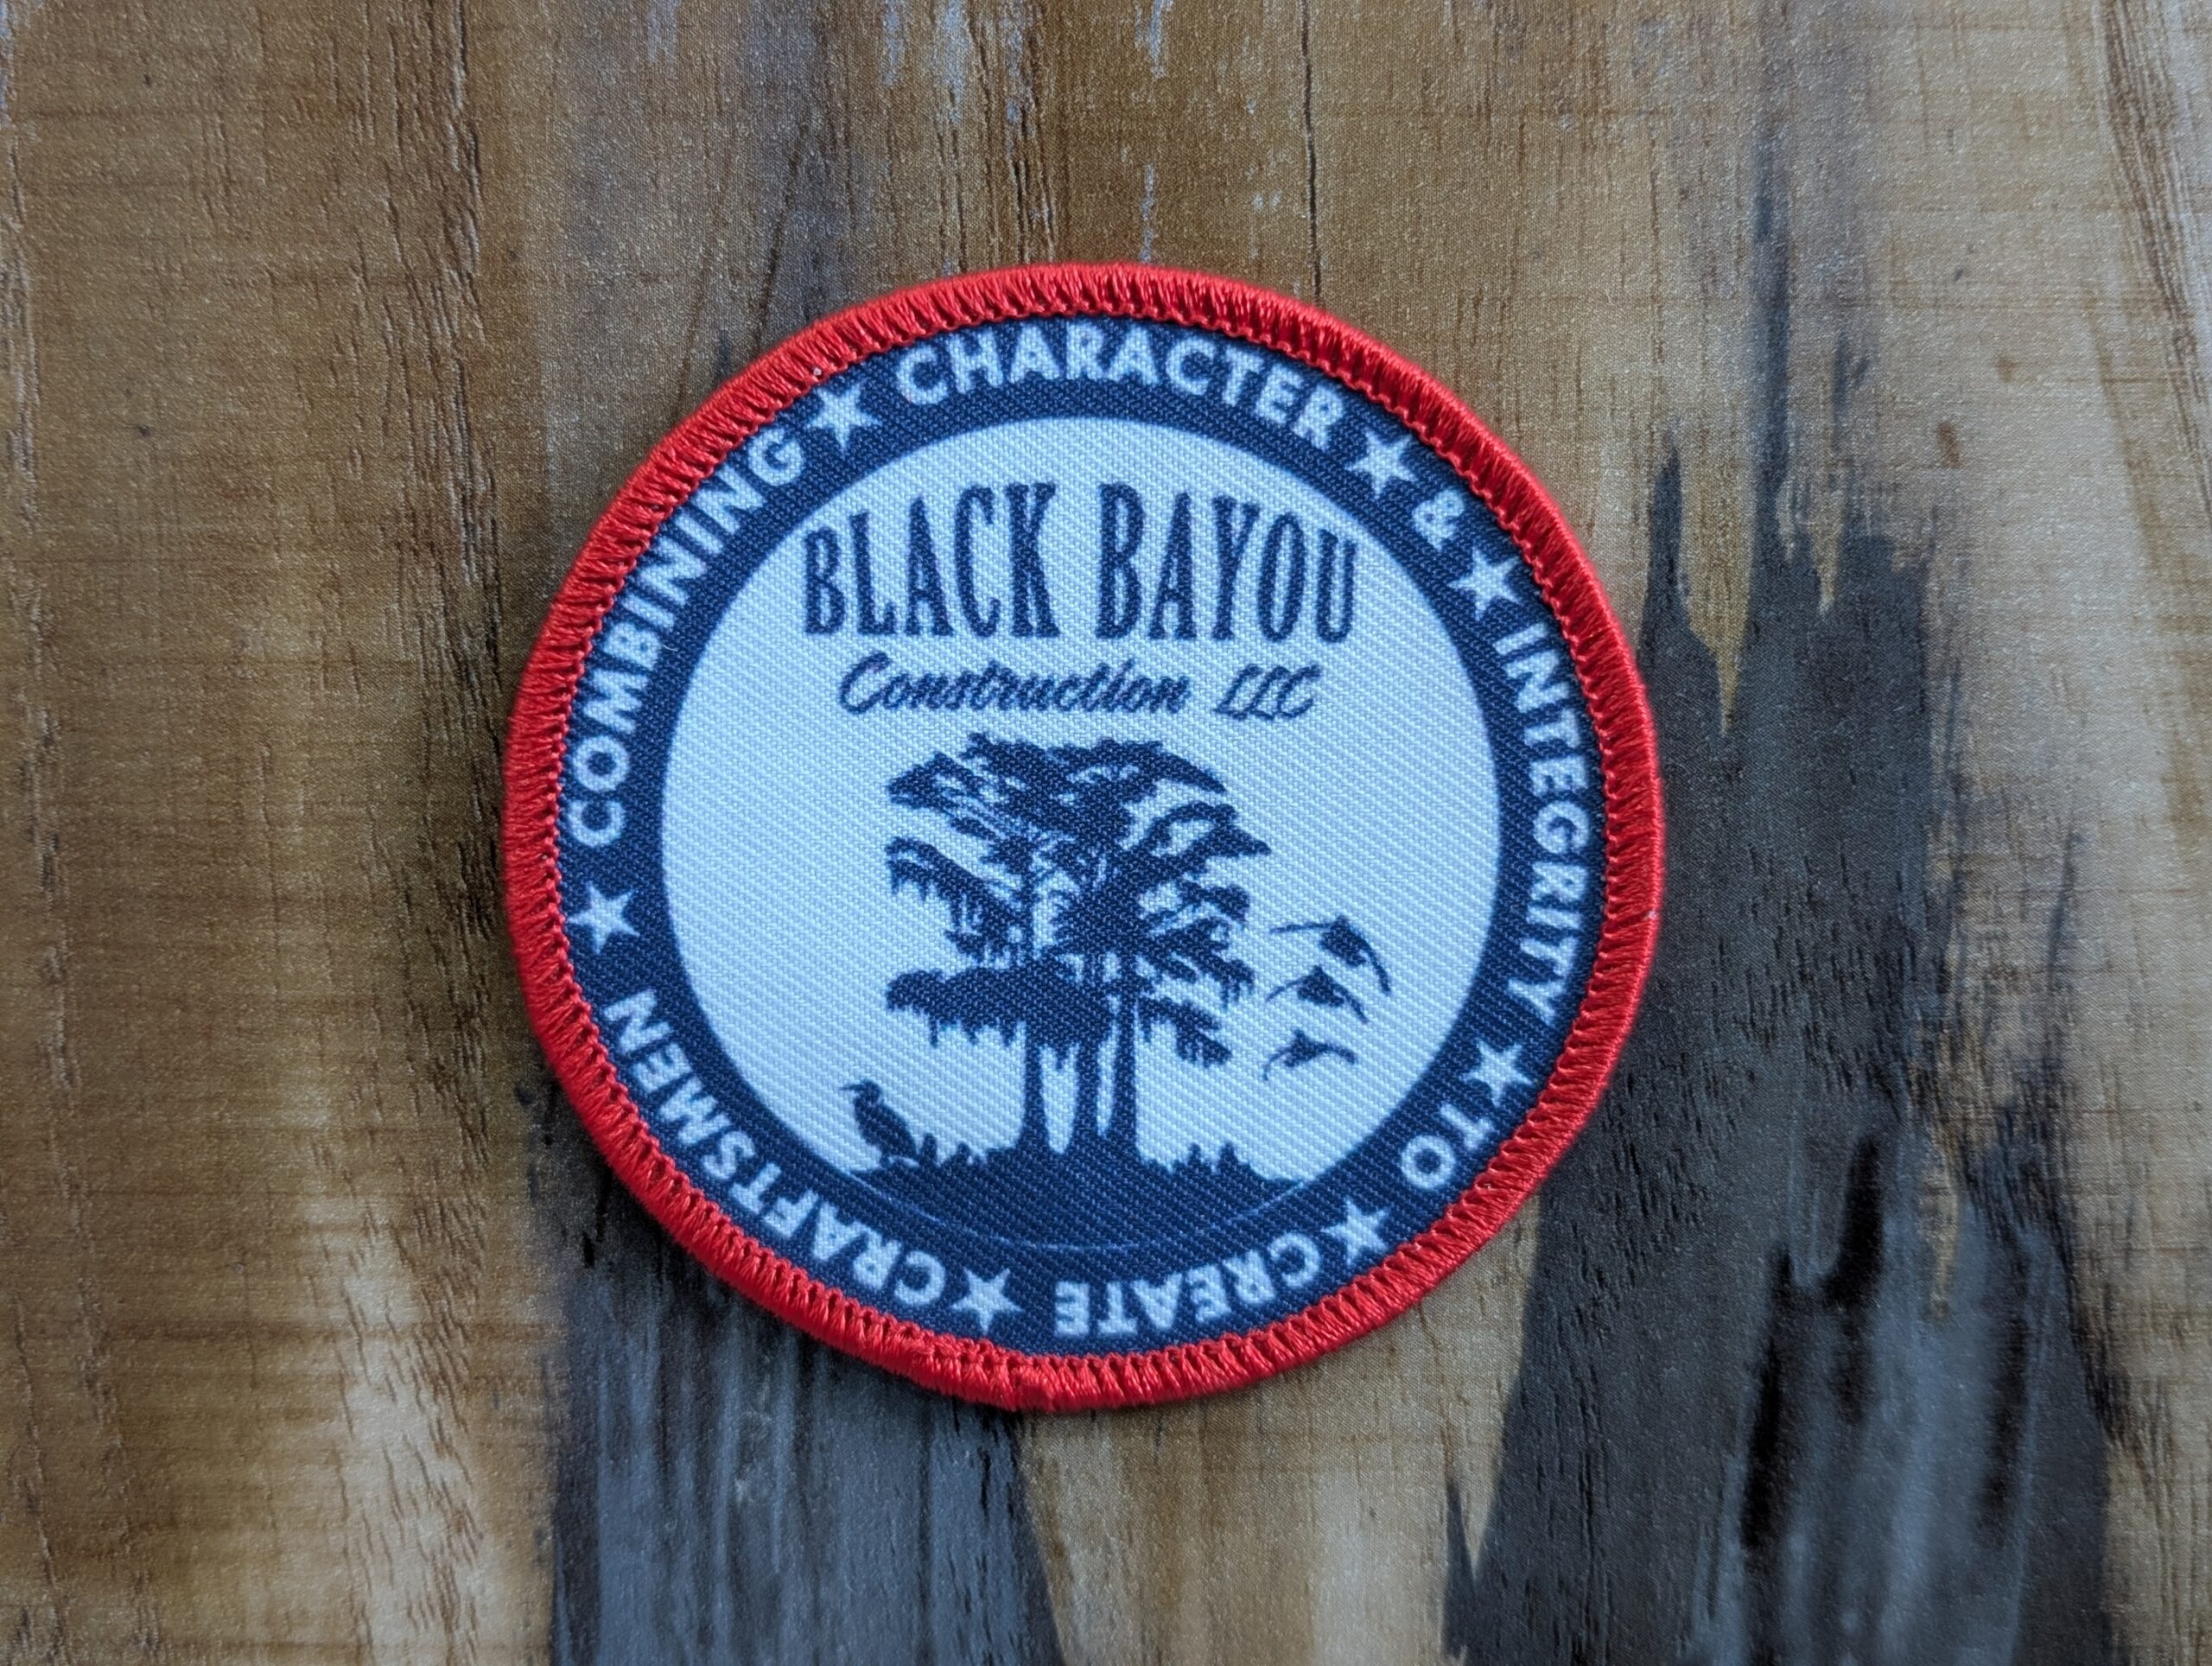 BLACK BAYOU
Construction LLC
COMBINING ★ CHARACTER ★ & ★ INTEGRITY ★ TO ★ CREATE ★ CRAFTSMEN ★